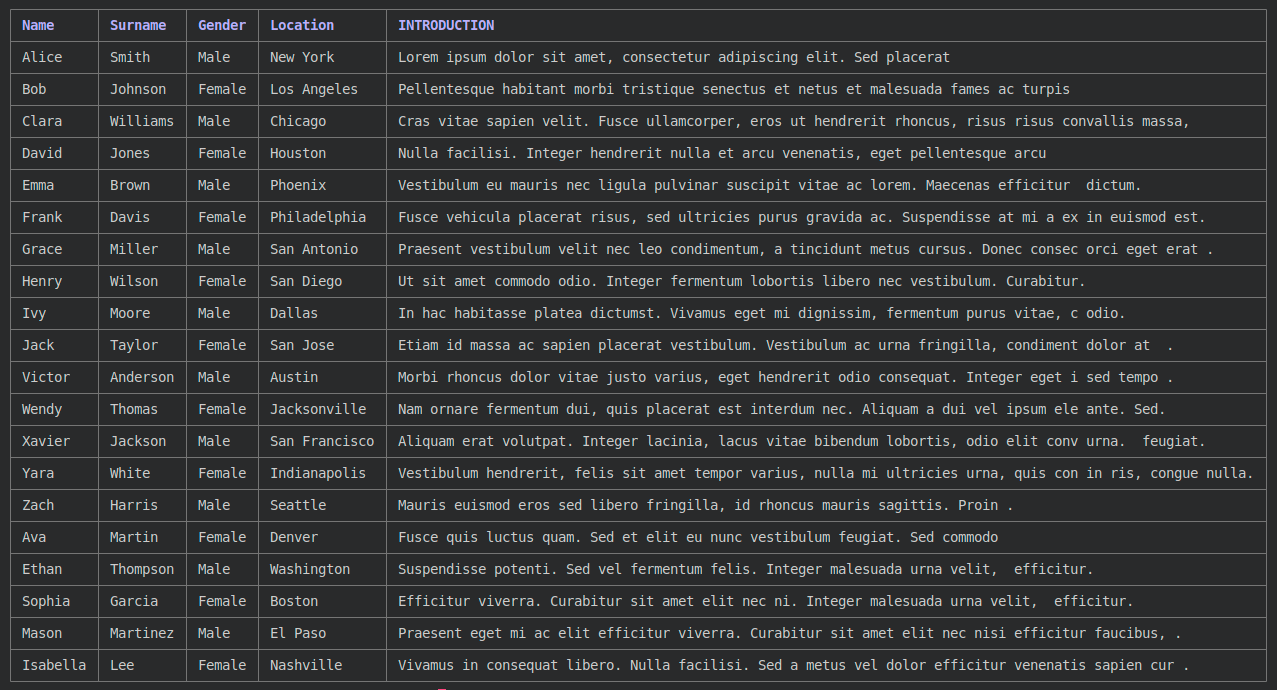 Name Surname Gender Location INTRODUCTION
Alice Smith Male New York Lorem ipsum dolor sit amet, consectetur adipiscing elit. Sed placerat
Bob Johnson Female Los Angeles Pellentesque habitant morbi tristique senectus et netus et malesuada fames ac turpis
Clara Williams Male Chicago Cras vitae sapien velit. Fusce ullamcorper, eros ut hendrerit rhoncus, risus risus convallis massa,
David Jones Female Houston Nulla facilisi. Integer hendrerit nulla et arcu venenatis, eget pellentesque arcu
Emma Brown Male Phoenix Vestibulum eu mauris nec ligula pulvinar suscipit vitae ac lorem. Maecenas efficitur  dictum.
Frank Davis Female Philadelphia Fusce vehicula placerat risus, sed ultricies purus gravida ac. Suspendisse at mi a ex in euismod est.
Grace Miller Male San Antonio Praesent vestibulum velit nec leo condimentum, a tincidunt metus cursus. Donec consec orci eget erat .
Henry Wilson Female San Diego Ut sit amet commodo odio. Integer fermentum lobortis libero nec vestibulum. Curabitur.
Ivy Moore Male Dallas In hac habitasse platea dictumst. Vivamus eget mi dignissim, fermentum purus vitae, c odio.
Jack Taylor Female San Jose Etiam id massa ac sapien placerat vestibulum. Vestibulum ac urna fringilla, condiment dolor at  .
Victor Anderson Male Austin Morbi rhoncus dolor vitae justo varius, eget hendrerit odio consequat. Integer eget i sed tempo .
Wendy Thomas Female Jacksonville Nam ornare fermentum dui, quis placerat est interdum nec. Aliquam a dui vel ipsum ele ante. Sed.
Xavier Jackson Male San Francisco Aliquam erat volutpat. Integer lacinia, lacus vitae bibendum lobortis, odio elit conv urna.  feugiat.
Yara White Female Indianapolis Vestibulum hendrerit, felis sit amet tempor varius, nulla mi ultricies urna, quis con in ris, congue nulla.
Zach Harris Male Seattle Mauris euismod eros sed libero fringilla, id rhoncus mauris sagittis. Proin .
Ava Martin Female Denver Fusce quis luctus quam. Sed et elit eu nunc vestibulum feugiat. Sed commodo
Ethan Thompson Male Washington Suspendisse potenti. Sed vel fermentum felis. Integer malesuada urna velit,  efficitur.
Sophia Garcia Female Boston Efficitur viverra. Curabitur sit amet elit nec ni. Integer malesuada urna velit,  efficitur.
Mason Martinez Male El Paso Praesent eget mi ac elit efficitur viverra. Curabitur sit amet elit nec nisi efficitur faucibus, .
Isabella Lee Female Nashville Vivamus in consequat libero. Nulla facilisi. Sed a metus vel dolor efficitur venenatis sapien cur .